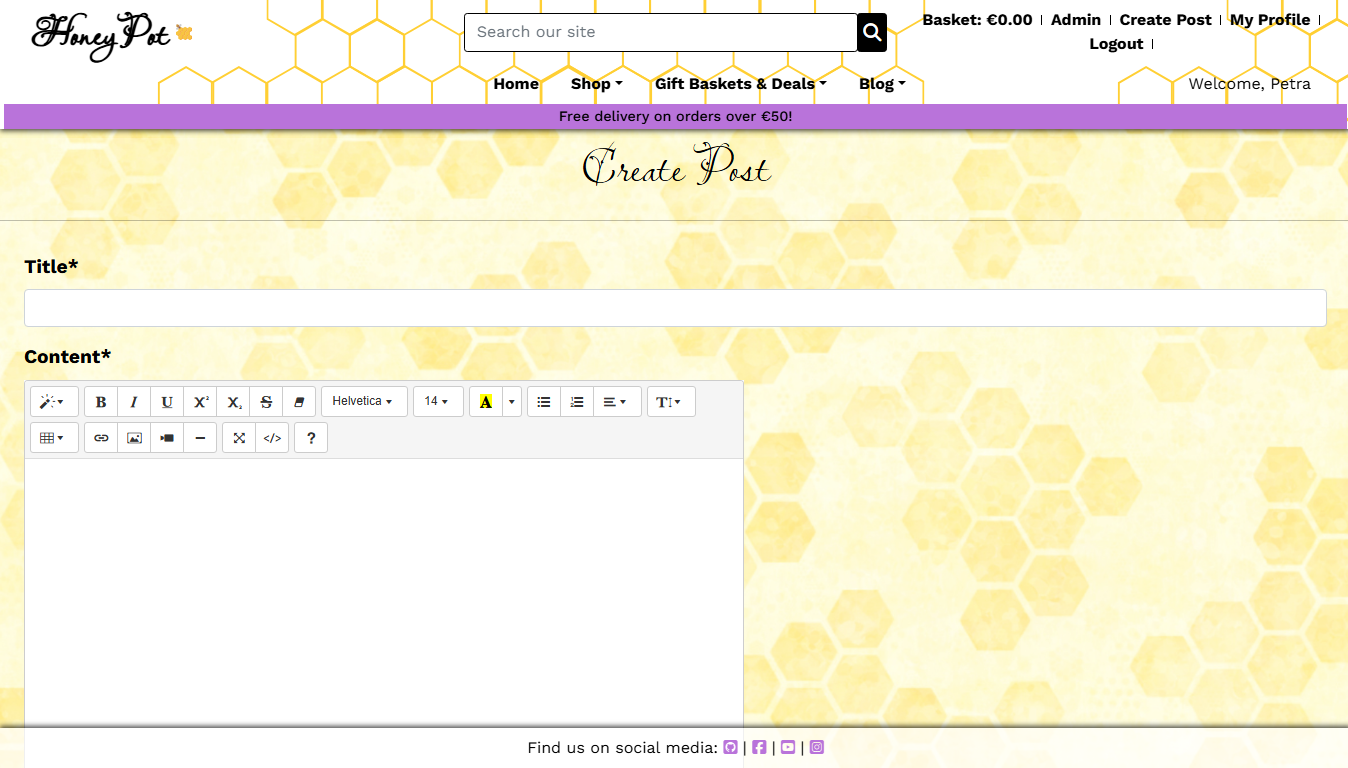 Honey Pot
Search our site
Basket: €0.00 | Admin | Create Post | My Profile |
Logout |
Home Shop Gift Baskets & Deals Blog
Welcome, Petra
Free delivery on orders over €50!
Create Post
Title*
Content*
B I U X² X₂ S Helvetica 14 A T
</> ?
Find us on social media: | | |